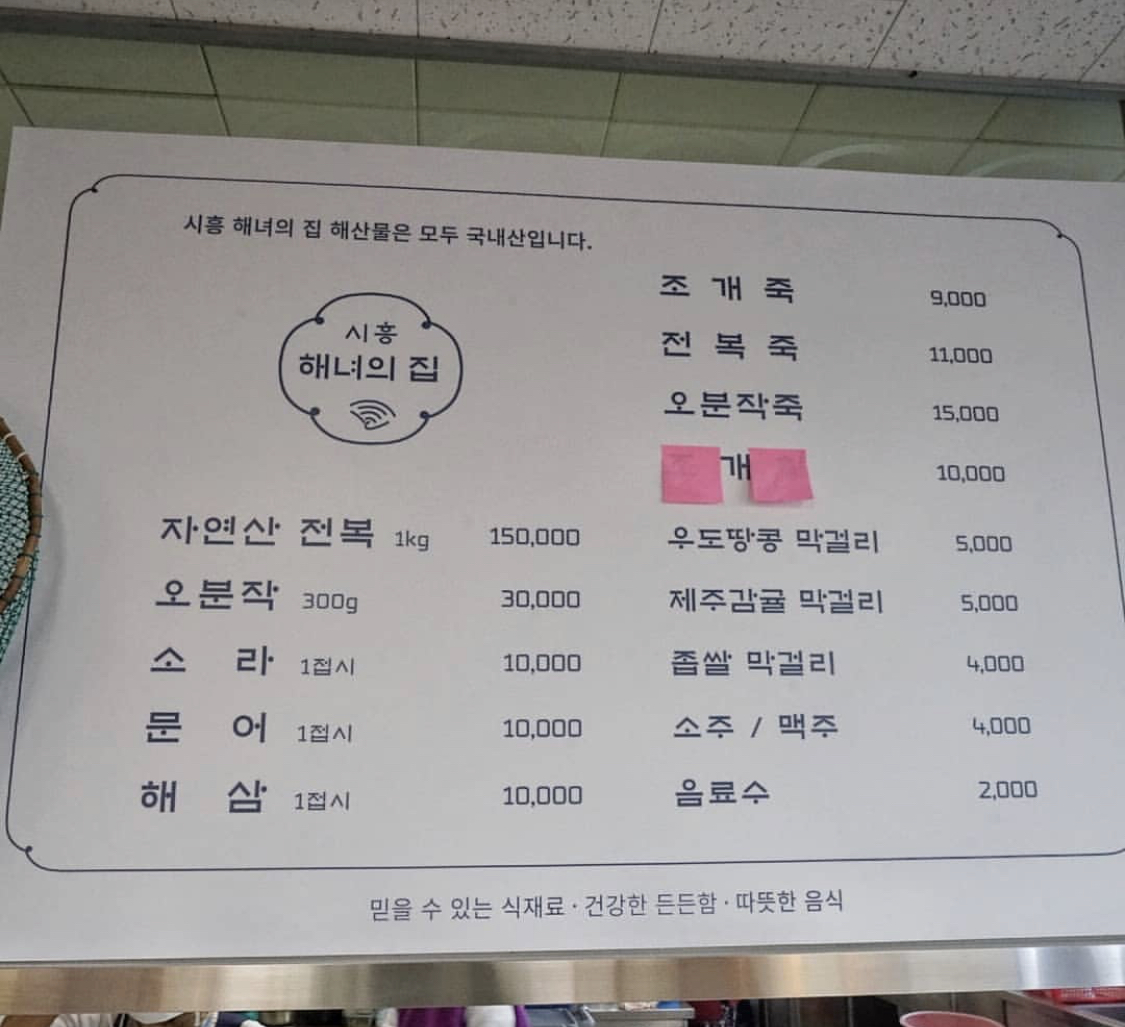 시흥 해녀의 집 해산물은 모두 국내산입니다.
시흥
해녀의 집
자연산 전복 1kg 150,000
오분작 300g 30,000
소 라 1접시 10,000
문 어 1접시 10,000
해 삼 1접시 10,000
조 개 죽 9,000
전 복 죽 11,000
오분작죽 15,000
개 10,000
우도땅콩 막걸리 5,000
제주감귤 막걸리 5,000
좁쌀 막걸리 4,000
소주 / 맥주 4,000
음료수 2,000
믿을 수 있는 식재료 · 건강한 든든함 · 따뜻한 음식